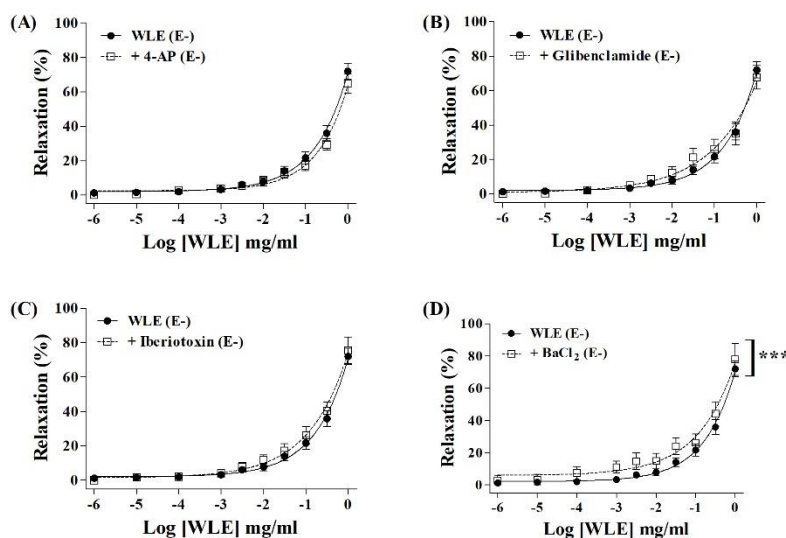 (A)
WLE (E-)
+ 4-AP (E-)
Relaxation (%)
100
80
60
40
20
0
-6 -5 -4 -3 -2 -1 0
Log [WLE] mg/ml
(B)
WLE (E-)
+ Glibenclamide (E-)
Relaxation (%)
100
80
60
40
20
0
-6 -5 -4 -3 -2 -1 0
Log [WLE] mg/ml
(C)
WLE (E-)
+ Iberiotoxin (E-)
Relaxation (%)
100
80
60
40
20
0
-6 -5 -4 -3 -2 -1 0
Log [WLE] mg/ml
(D)
WLE (E-)
+ BaCl₂ (E-)
***
Relaxation (%)
100
80
60
40
20
0
-6 -5 -4 -3 -2 -1 0
Log [WLE] mg/ml